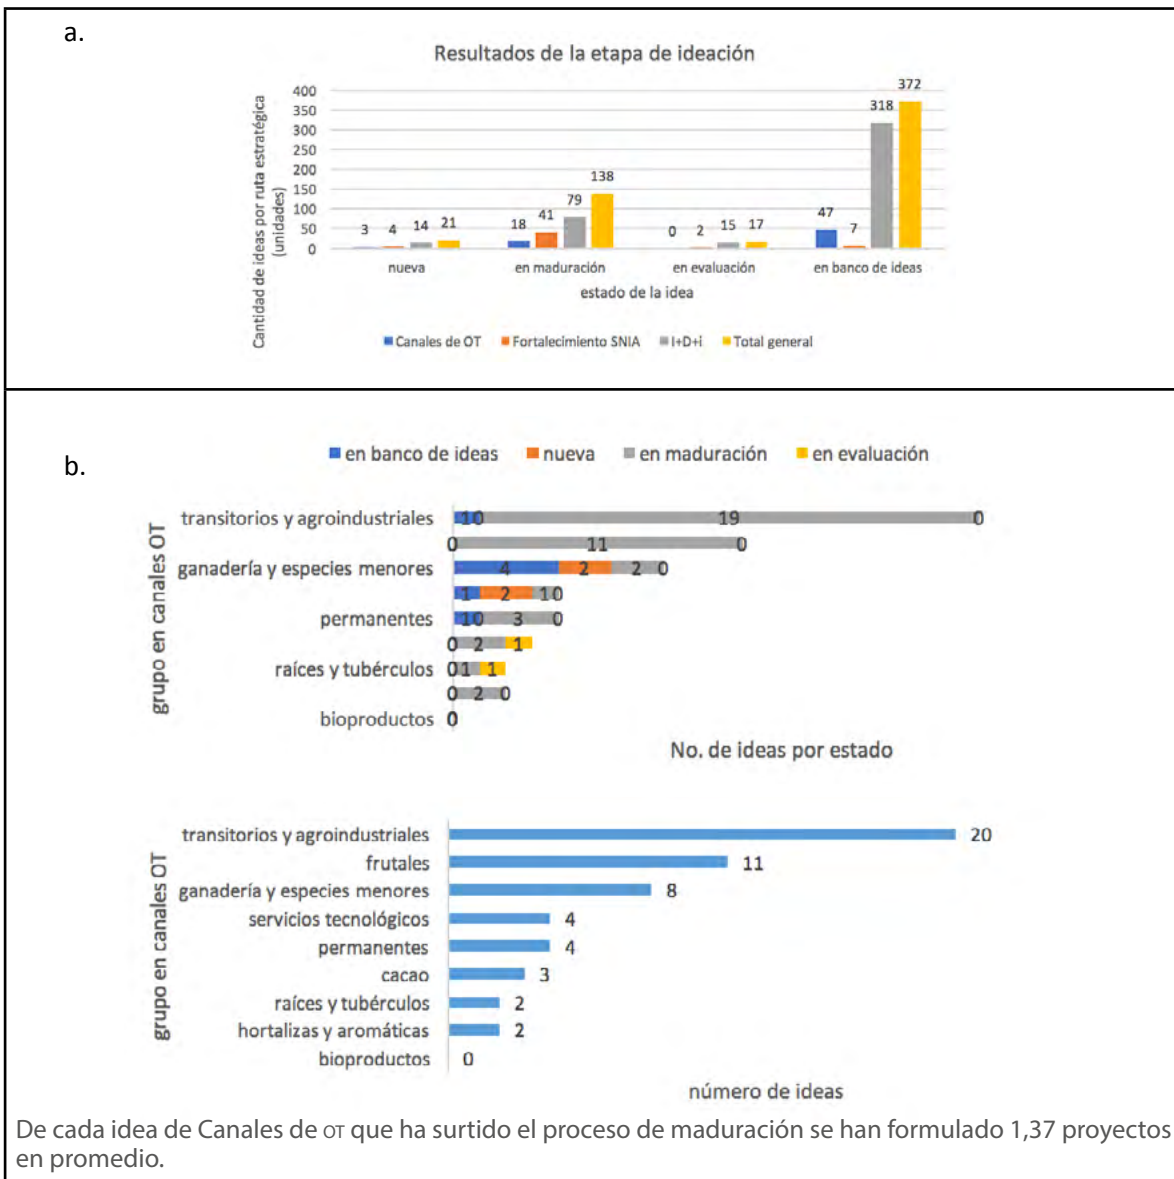 a.
Resultados de la etapa de ideación
Cantidad de ideas por ruta estratégica
(unidades)
400
350
300
250
200
150
100
50
0
3 4 14 21
18 41 79 138
0 2 15 17
47 7 318 372
nueva en maduración en evaluación en banco de ideas
estado de la idea
Canales de OT Fortalecimiento SNIA I+D+i Total general
b.
en banco de ideas nueva en maduración en evaluación
grupo en canales OT
transitorios y agroindustriales 1 0 19 0
0 11 0
ganadería y especies menores 4 2 2 0
1 2 1 0
permanentes 1 0 3 0
0 2 1
raíces y tubérculos 0 1 1
0 2 0
bioproductos 0
No. de ideas por estado
grupo en canales OT
transitorios y agroindustriales 20
frutales 11
ganadería y especies menores 8
servicios tecnológicos 4
permanentes 4
cacao 3
raíces y tubérculos 2
hortalizas y aromáticas 2
bioproductos 0
número de ideas
De cada idea de Canales de OT que ha surtido el proceso de maduración se han formulado 1,37 proyectos
en promedio.